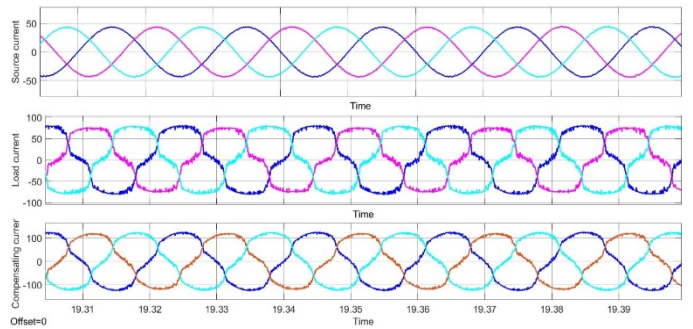 50
0
-50
Source current
Time
100
50
0
-50
-100
Load current
Time
100
0
-100
Compensating currer
19.31 19.32 19.33 19.34 19.35 19.36 19.37 19.38 19.39
Offset=0 Time